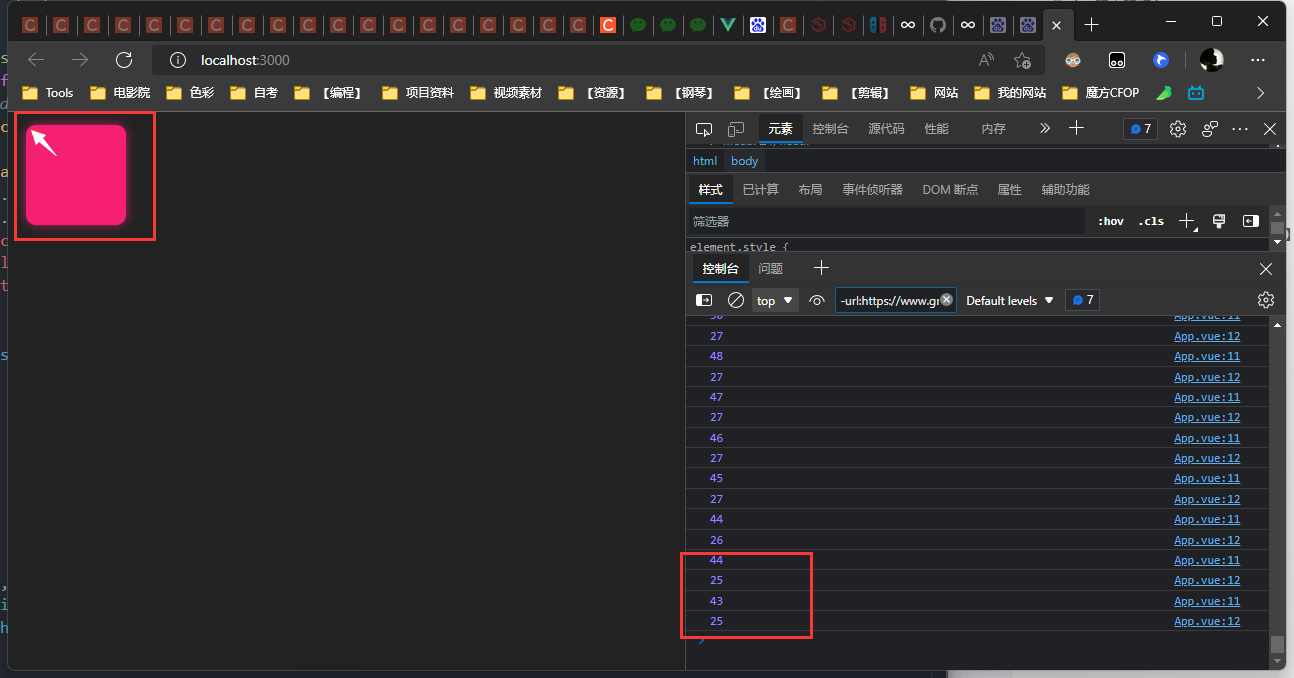 localhost:3000
Tools 电影院 色彩 自考 【编程】 项目资料 视频素材 【资源】 【钢琴】 【绘画】 【剪辑】 网站 我的网站 魔方CFOP
元素 控制台 源代码 性能 内存 7
html body
样式 已计算 布局 事件侦听器 DOM 断点 属性 辅助功能
筛选器 :hov .cls
element.style {
控制台 问题
top -url:https://www.gr Default levels 7
App.vue:11
27 App.vue:12
48 App.vue:11
27 App.vue:12
47 App.vue:11
27 App.vue:12
46 App.vue:11
27 App.vue:12
45 App.vue:11
27 App.vue:12
44 App.vue:11
26 App.vue:12
44 App.vue:11
25 App.vue:12
43 App.vue:11
25 App.vue:12